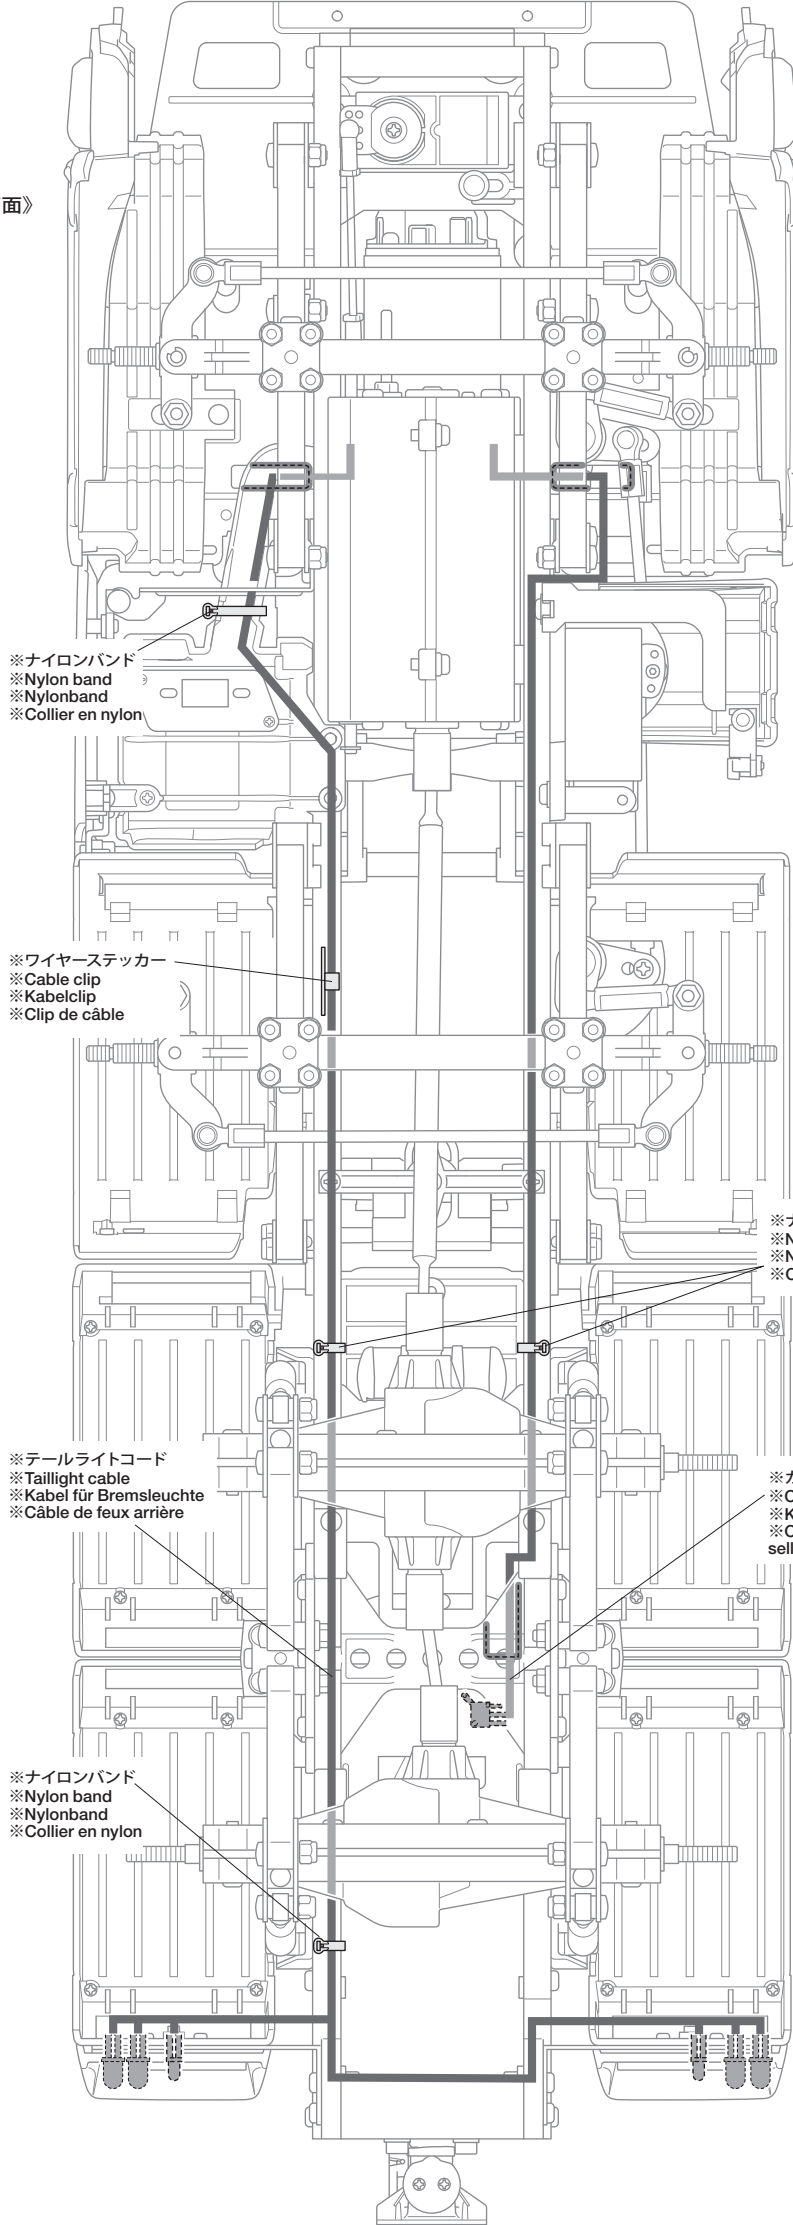 面》
※ナイロンバンド
※Nylon band
※Nylonband
※Collier en nylon
※ワイヤーステッカー
※Cable clip
※Kabelclip
※Clip de câble
※テールライトコード
※Taillight cable
※Kabel für Bremsleuchte
※Câble de feux arrière
sell
※ナイロンバンド
※Nylon band
※Nylonband
※Collier en nylon